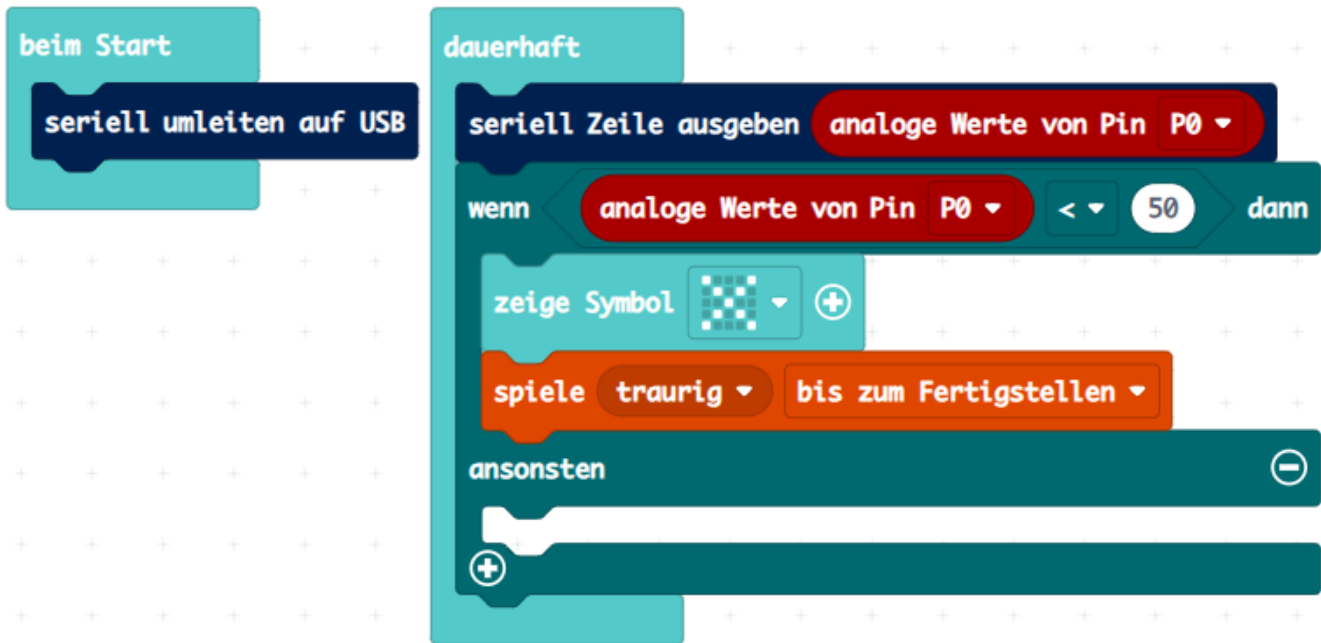 beim Start
seriell umleiten auf USB
dauerhaft
seriell Zeile ausgeben analoge Werte von Pin P0
wenn analoge Werte von Pin P0 < 50 dann
zeige Symbol
spiele traurig bis zum Fertigstellen
ansonsten